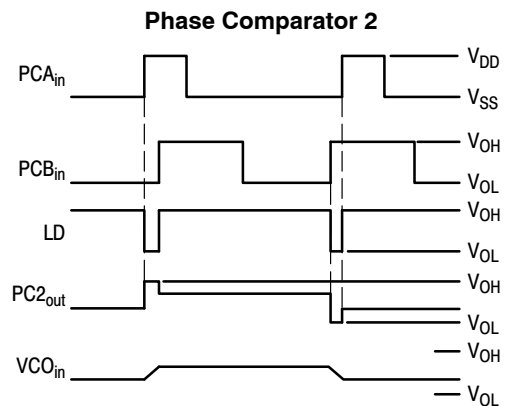 Phase Comparator 2
PCAin
VDD
VSS
PCBin
VOH
VOL
LD
VOH
VOL
PC2out
VOH
VOL
VCOin
VOH
VOL